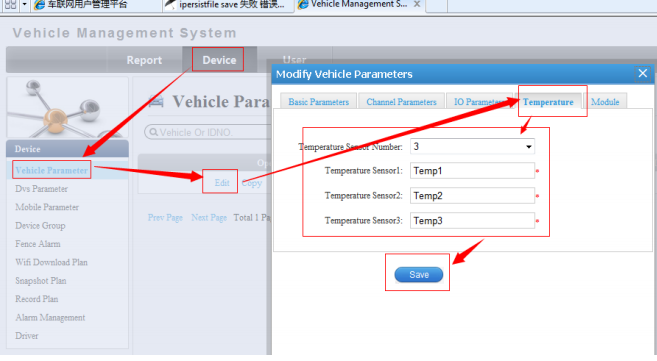 车联网用户管理平台
ipersistfile save 失败 错误...
Vehicle Management S... X
Vehicle Management System
Report Device User
Device
Vehicle Parameter
Dvs Parameter
Mobile Parameter
Device Group
Fence Alarm
Wifi Download Plan
Snapshot Plan
Record Plan
Alarm Management
Driver
Vehicle Para
Vehicle Or IDNO.
Op
Edit Copy
Prev Page Next Page Total 1 Pa
Modify Vehicle Parameters
Basic Parameters Channel Parameters IO Parameters Temperature Module
Temperature Sensor Number: 3
Temperature Sensor1: Temp1 *
Temperature Sensor2: Temp2 *
Temperature Sensor3: Temp3 *
Save